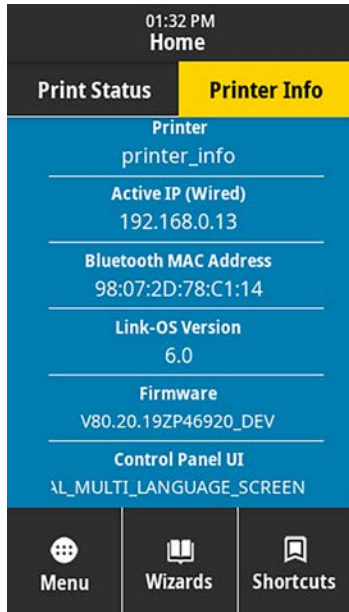 01:32 PM
Home
Print Status
Printer Info
Printer
printer_info
Active IP (Wired)
192.168.0.13
Bluetooth MAC Address
98:07:2D:78:C1:14
Link-OS Version
6.0
Firmware
V80.20.19ZP46920_DEV
Control Panel UI
AL_MULTI_LANGUAGE_SCREEN
Menu
Wizards
Shortcuts